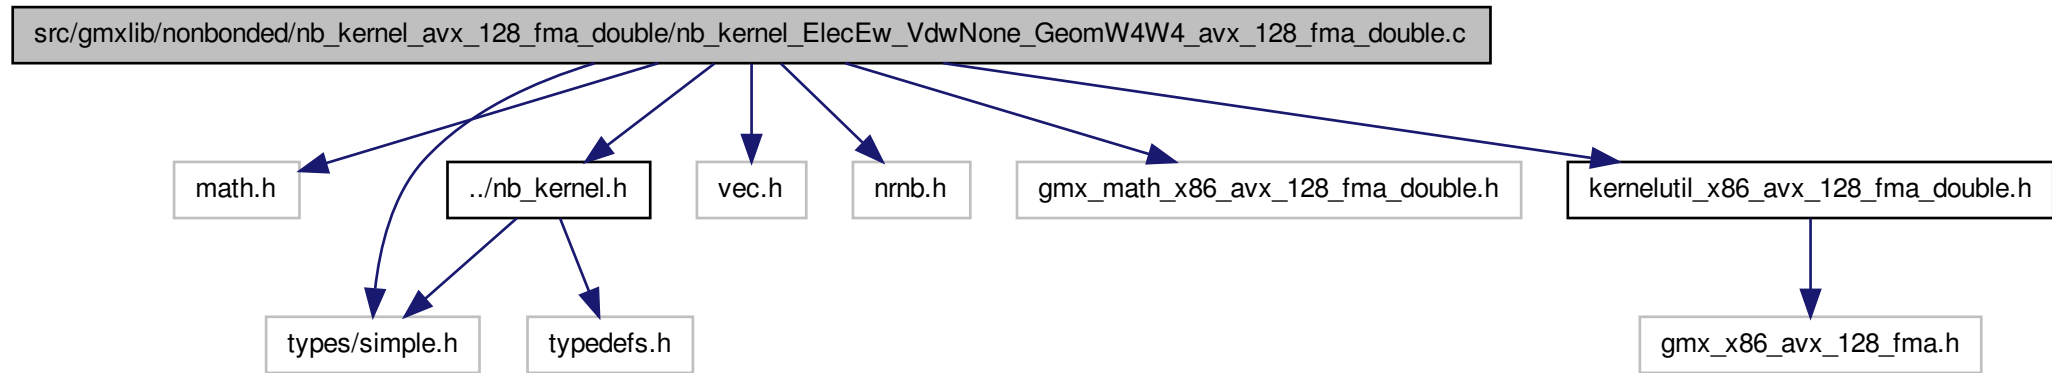 src/gmxlib/nonbonded/nb_kernel_avx_128_fma_double/nb_kernel_ElecEw_VdwNone_GeomW4W4_avx_128_fma_double.c
math.h
../nb_kernel.h
vec.h
nrnb.h
gmx_math_x86_avx_128_fma_double.h
kernelutil_x86_avx_128_fma_double.h
types/simple.h
typedefs.h
gmx_x86_avx_128_fma.h